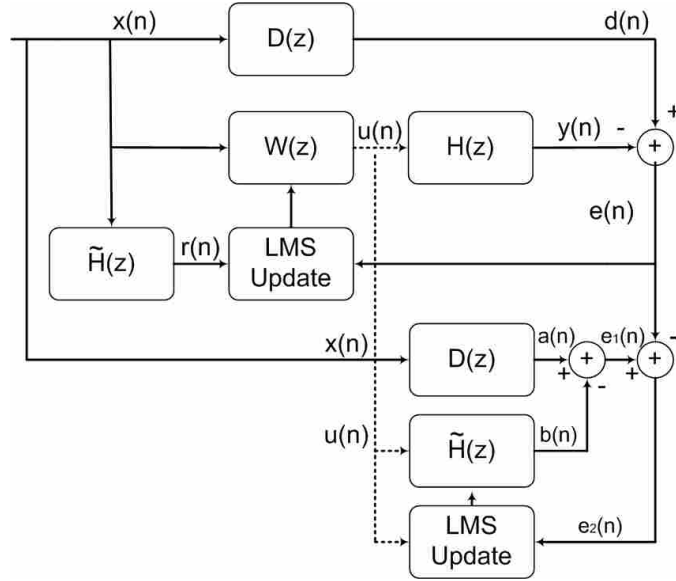 x(n)
D(z)
d(n)
+
W(z)
u(n)
H(z)
y(n)
-
+
e(n)
H̃(z)
r(n)
LMS
Update
x(n)
D(z)
a(n)
+
+
-
e₁(n)
-
+
+
u(n)
H̃(z)
b(n)
LMS
Update
e₂(n)